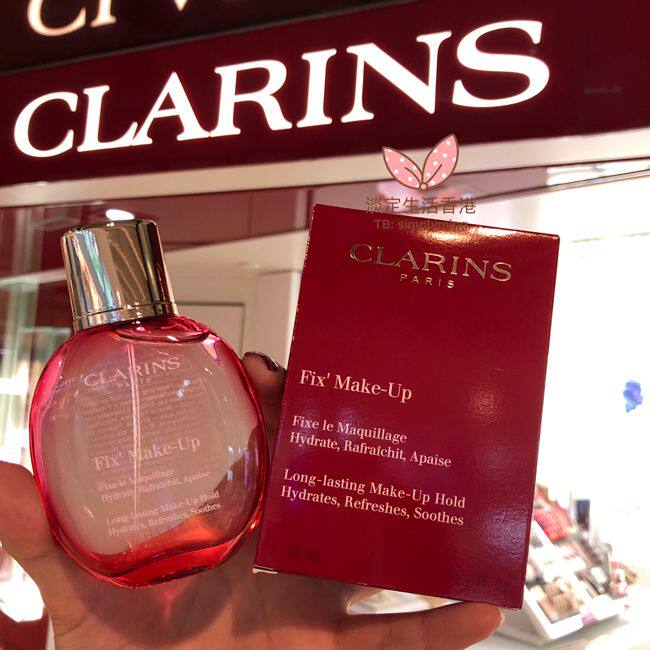 CLARINS
淡定生活香港
CLARINS
PARIS
Fix' Make-Up
Fixe le Maquillage
Hydrate, Rafraîchit, Apaise
Long-lasting Make-Up Hold
Hydrates, Refreshes, Soothes
50 mL
CLARINS
PARIS
Fix' Make-Up
Fixe le Maquillage
Hydrate, Rafraîchit, Apaise
Long-lasting Make-Up Hold
Hydrates, Refreshes, Soothes